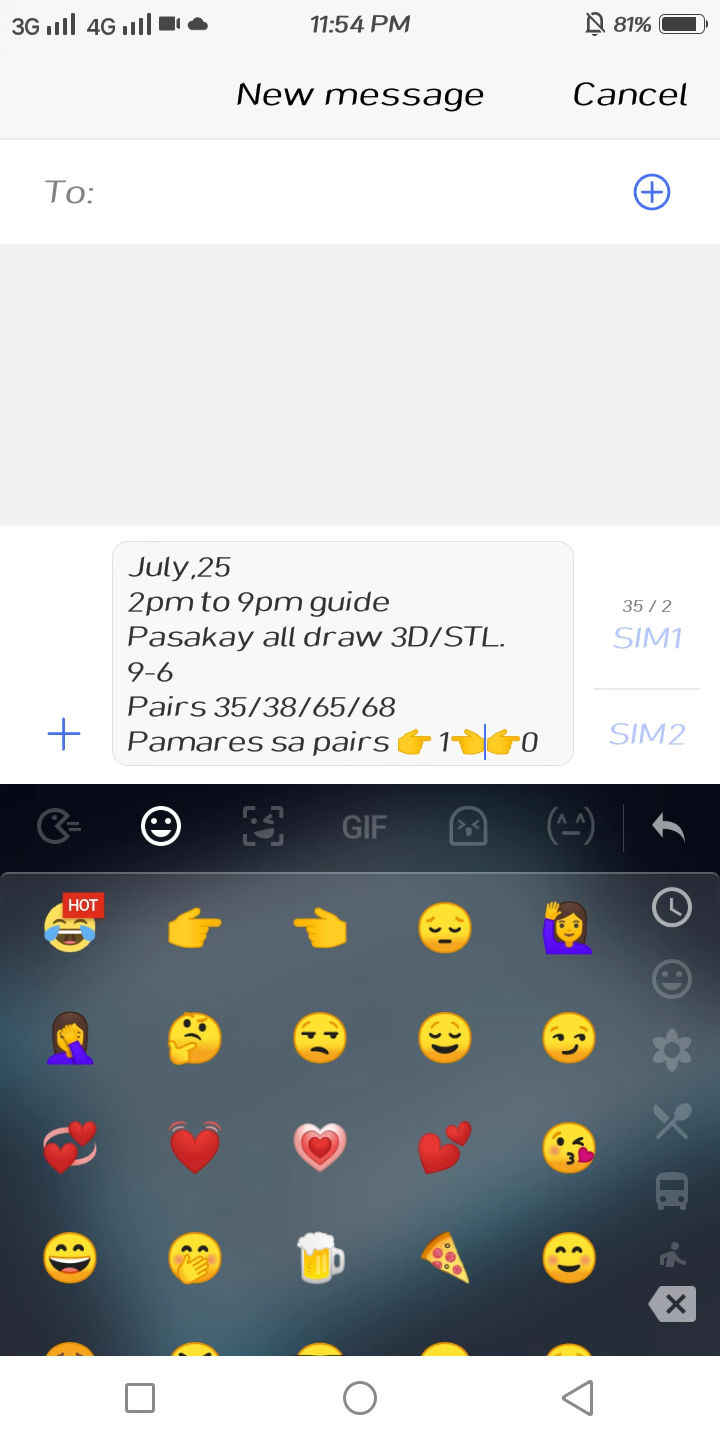 3G 4G 11:54 PM 81%
New message Cancel
To:
July,25
2pm to 9pm guide
Pasakay all draw 3D/STL.
9-6
Pairs 35/38/65/68
Pamares sa pairs 👉 1👈👉0
35 / 2
SIM1
SIM2
GIF
HOT